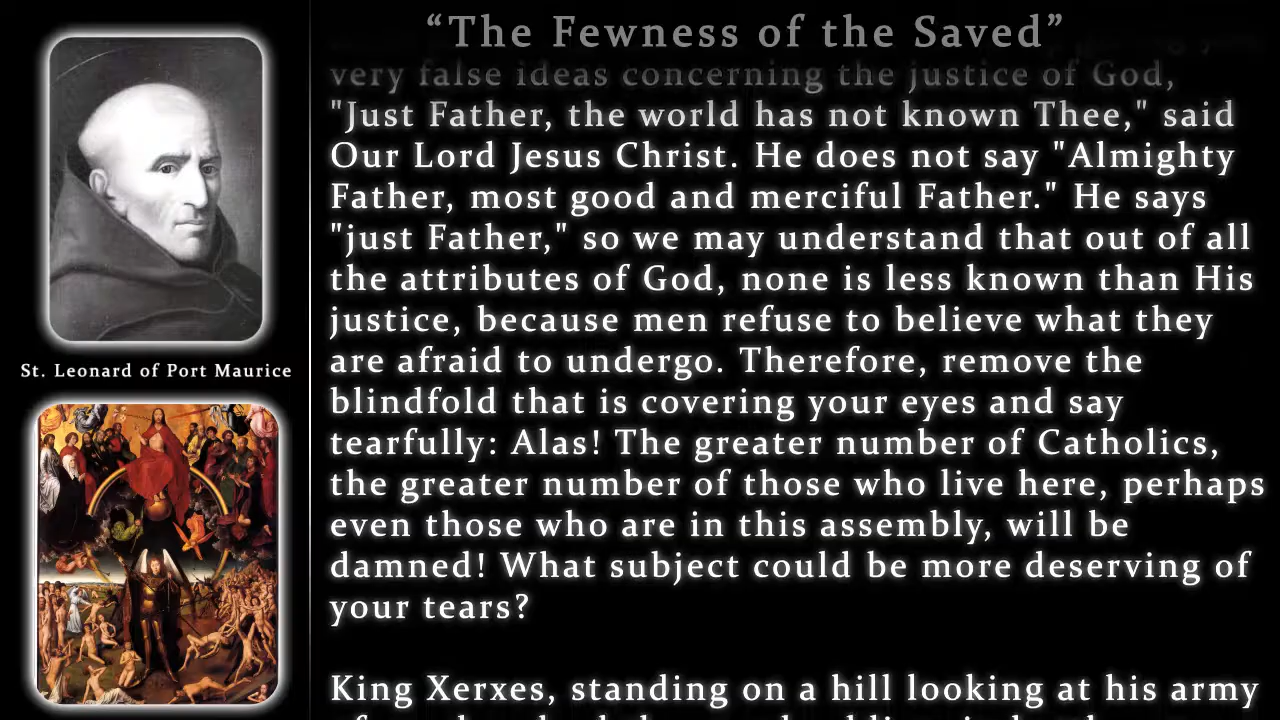 “The Fewness of the Saved”
very false ideas concerning the justice of God,
"Just Father, the world has not known Thee," said
Our Lord Jesus Christ. He does not say "Almighty
Father, most good and merciful Father." He says
"just Father," so we may understand that out of all
the attributes of God, none is less known than His
justice, because men refuse to believe what they
are afraid to undergo. Therefore, remove the
blindfold that is covering your eyes and say
tearfully: Alas! The greater number of Catholics,
the greater number of those who live here, perhaps
even those who are in this assembly, will be
damned! What subject could be more deserving of
your tears?
King Xerxes, standing on a hill looking at his army
St. Leonard of Port Maurice